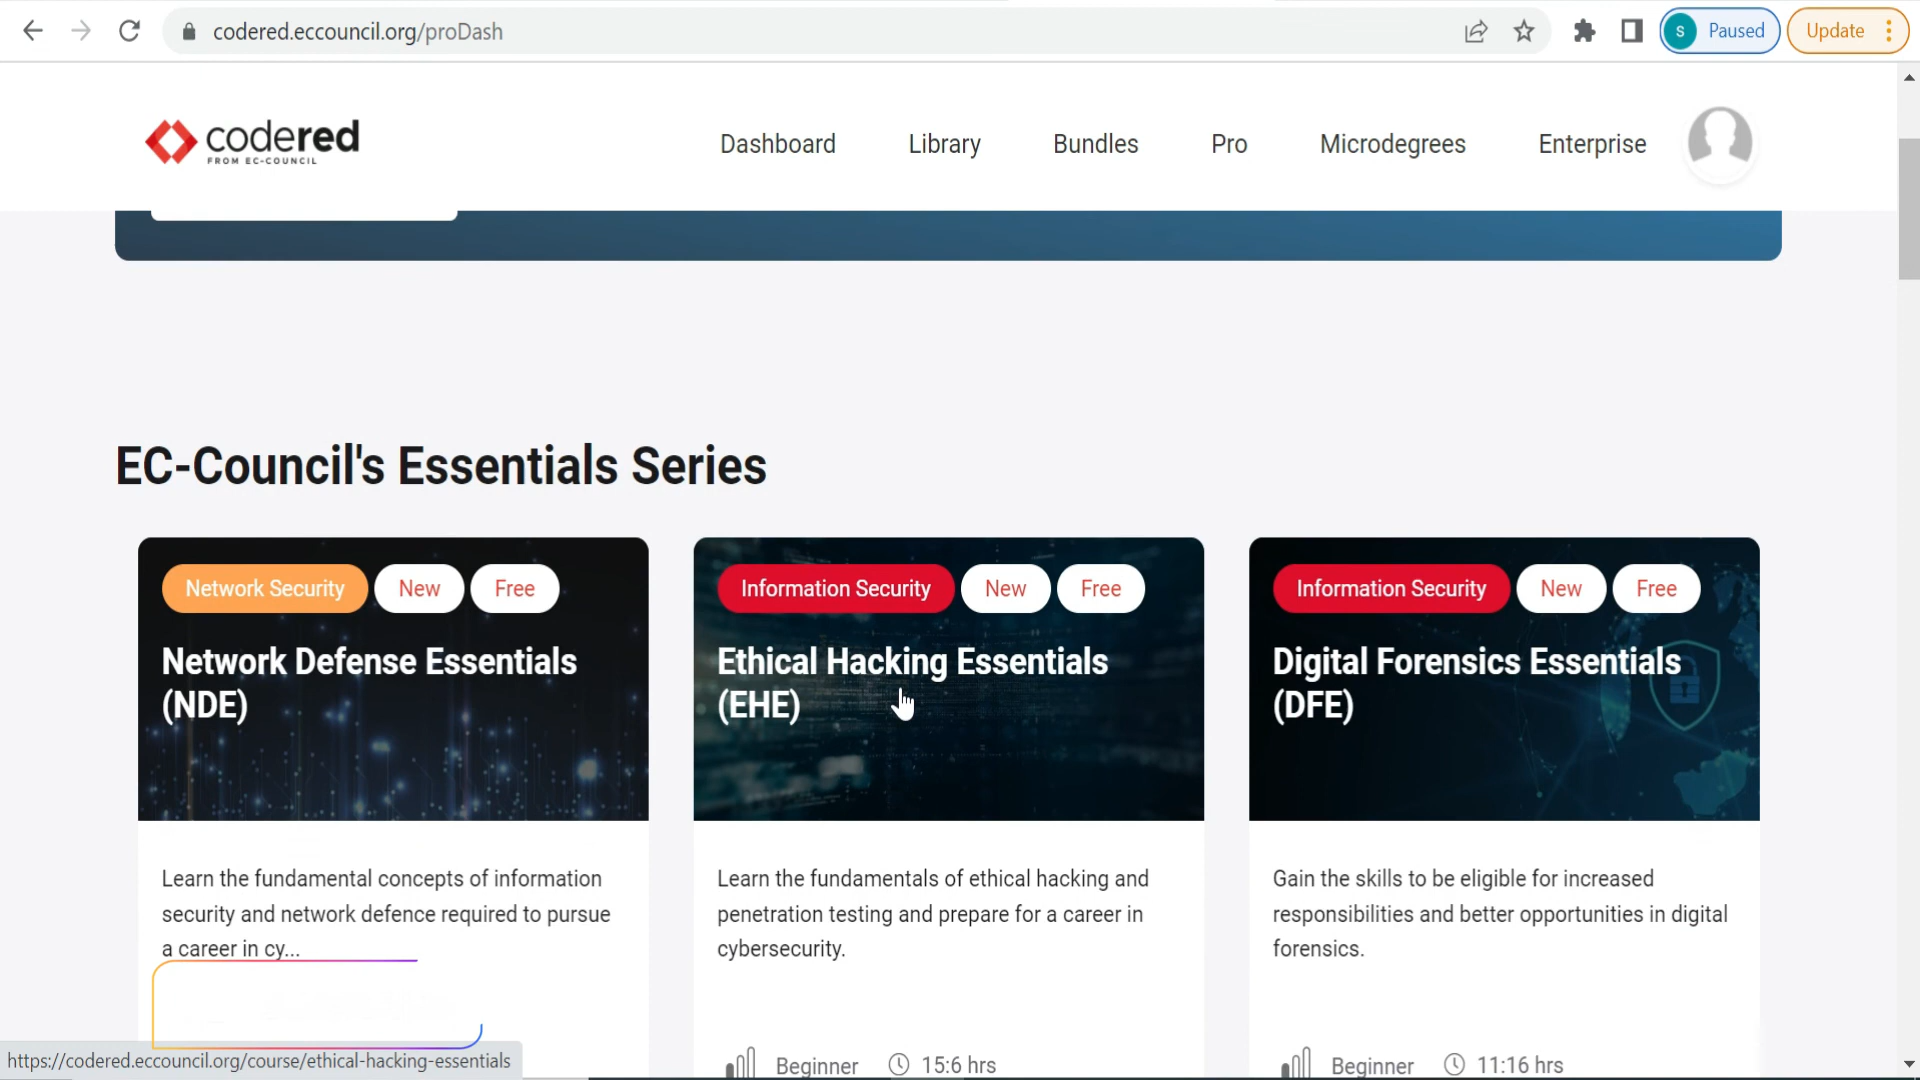 codered.eccouncil.org/proDash
S Paused
Update
codered
FROM EC-COUNCIL
Dashboard
Library
Bundles
Pro
Microdegrees
Enterprise
EC-Council's Essentials Series
Network Security New Free
Network Defense Essentials
(NDE)
Learn the fundamental concepts of information
security and network defence required to pursue
a career in cy...
Information Security New Free
Ethical Hacking Essentials
(EHE)
Learn the fundamentals of ethical hacking and
penetration testing and prepare for a career in
cybersecurity.
Beginner 15:6 hrs
Information Security New Free
Digital Forensics Essentials
(DFE)
Gain the skills to be eligible for increased
responsibilities and better opportunities in digital
forensics.
Beginner 11:16 hrs
https://codered.eccouncil.org/course/ethical-hacking-essentials